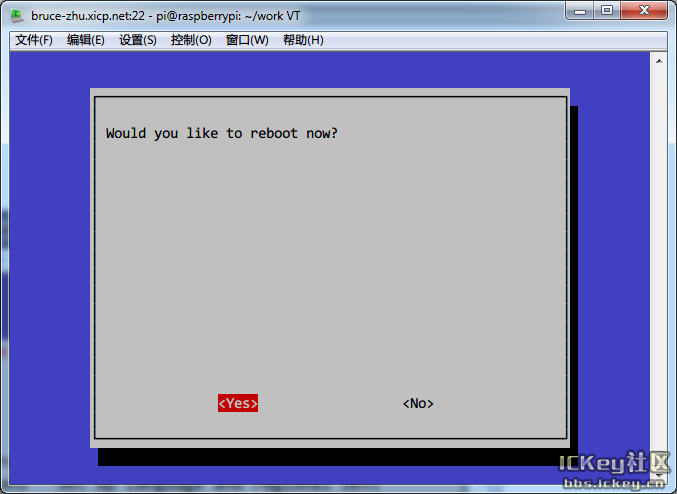 bruce-zhu.xicp.net:22 - pi@raspberrypi: ~/work VT
文件(F) 编辑(E) 设置(S) 控制(O) 窗口(W) 帮助(H)
Would you like to reboot now?
<Yes> <No>
ICKey社区
bbs.ickey.cn